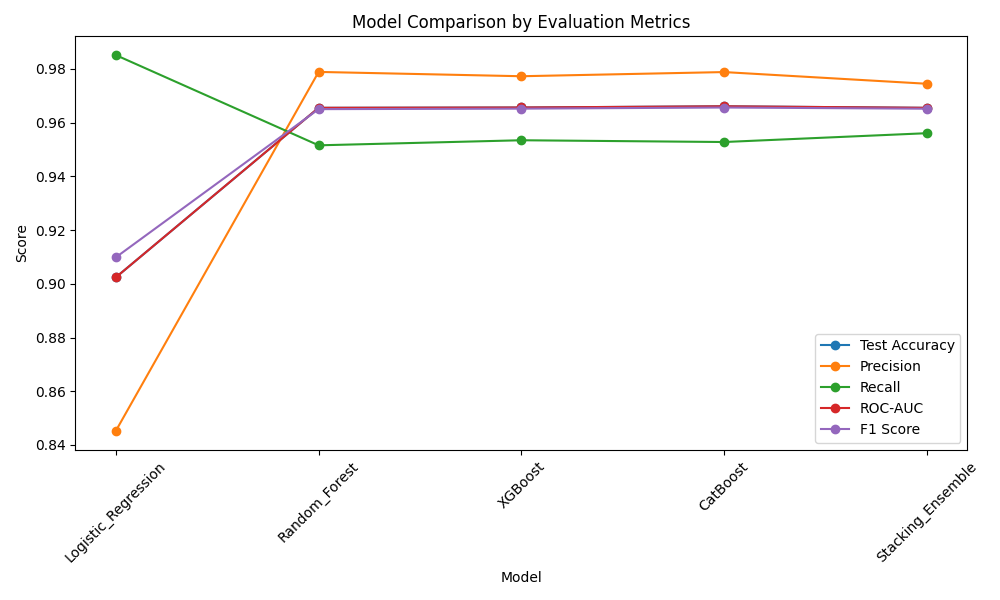 Model Comparison by Evaluation Metrics
Score
0.98
0.96
0.94
0.92
0.90
0.88
0.86
0.84
Test Accuracy
Precision
Recall
ROC-AUC
F1 Score
Logistic_Regression
Random_Forest
XGBoost
CatBoost
Stacking_Ensemble
Model